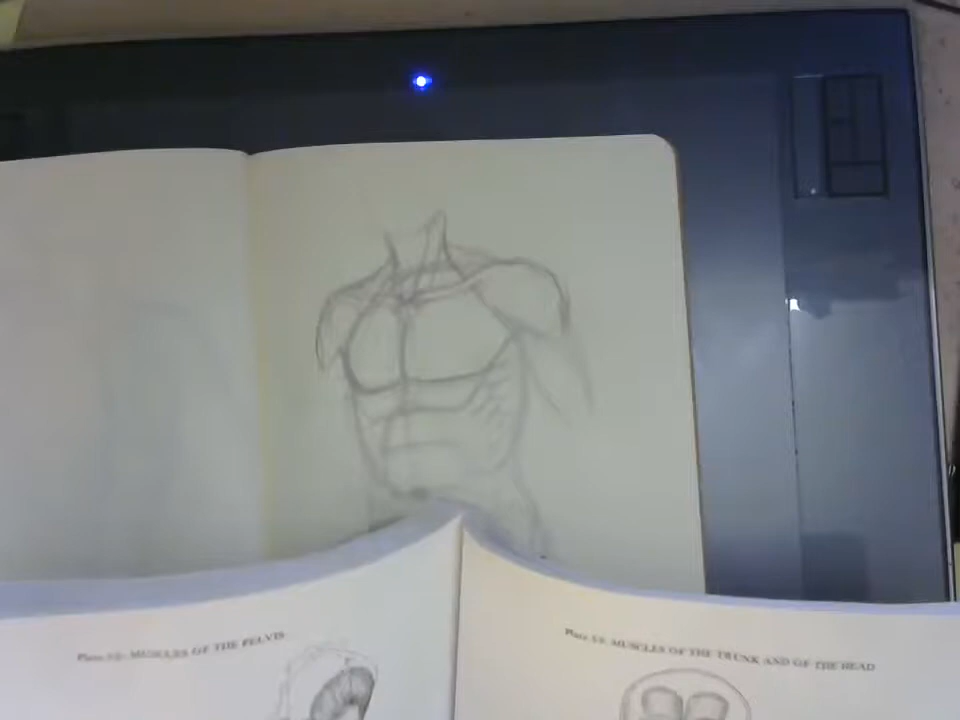 MUSCLES OF THE PELVIS
MUSCLES OF THE TRUNK AND OF THE HEAD